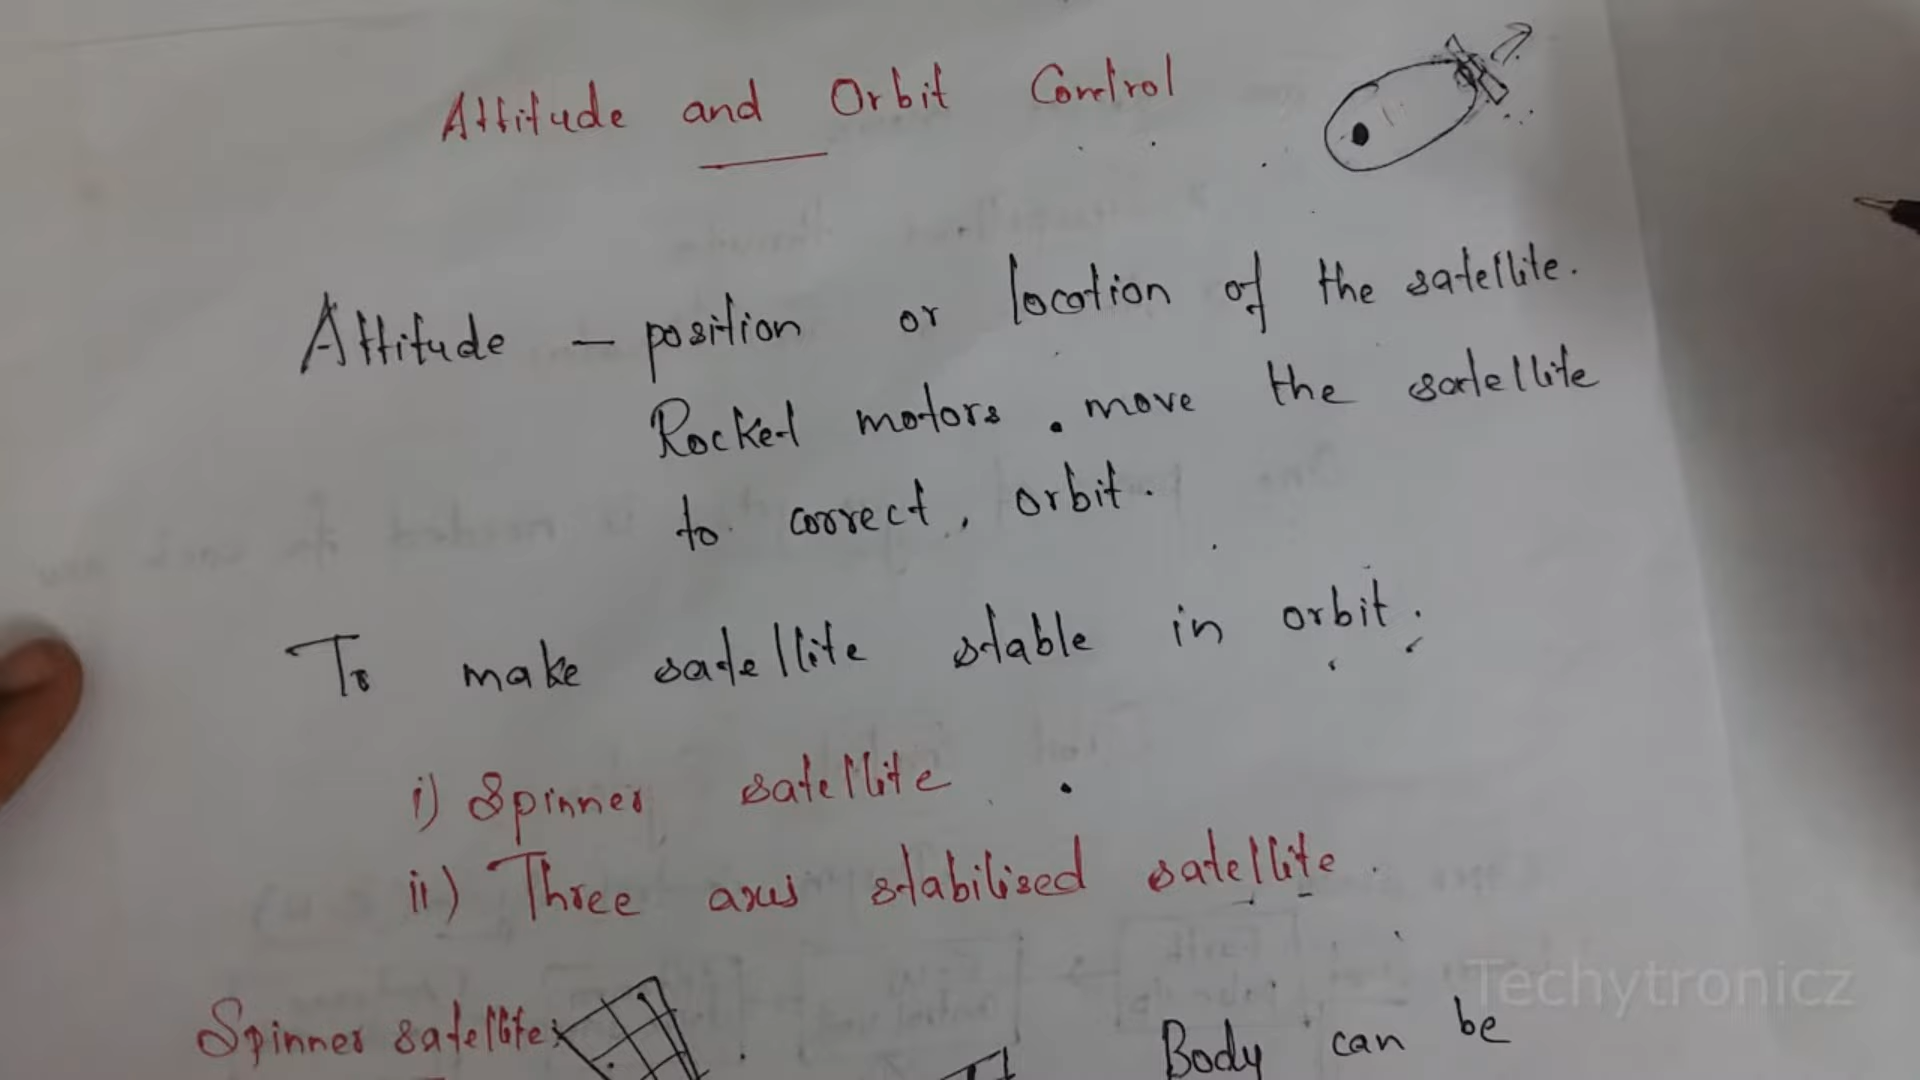 Attitude and Orbit Control
Attitude – position or location of the satellite.
Rocket motors . move the satellite
to correct, orbit.
To make satellite stable in orbit.
i) Spinner satellite .
ii) Three axis stabilised satellite.
Spinner satellite:
Body can be
Techytronicz